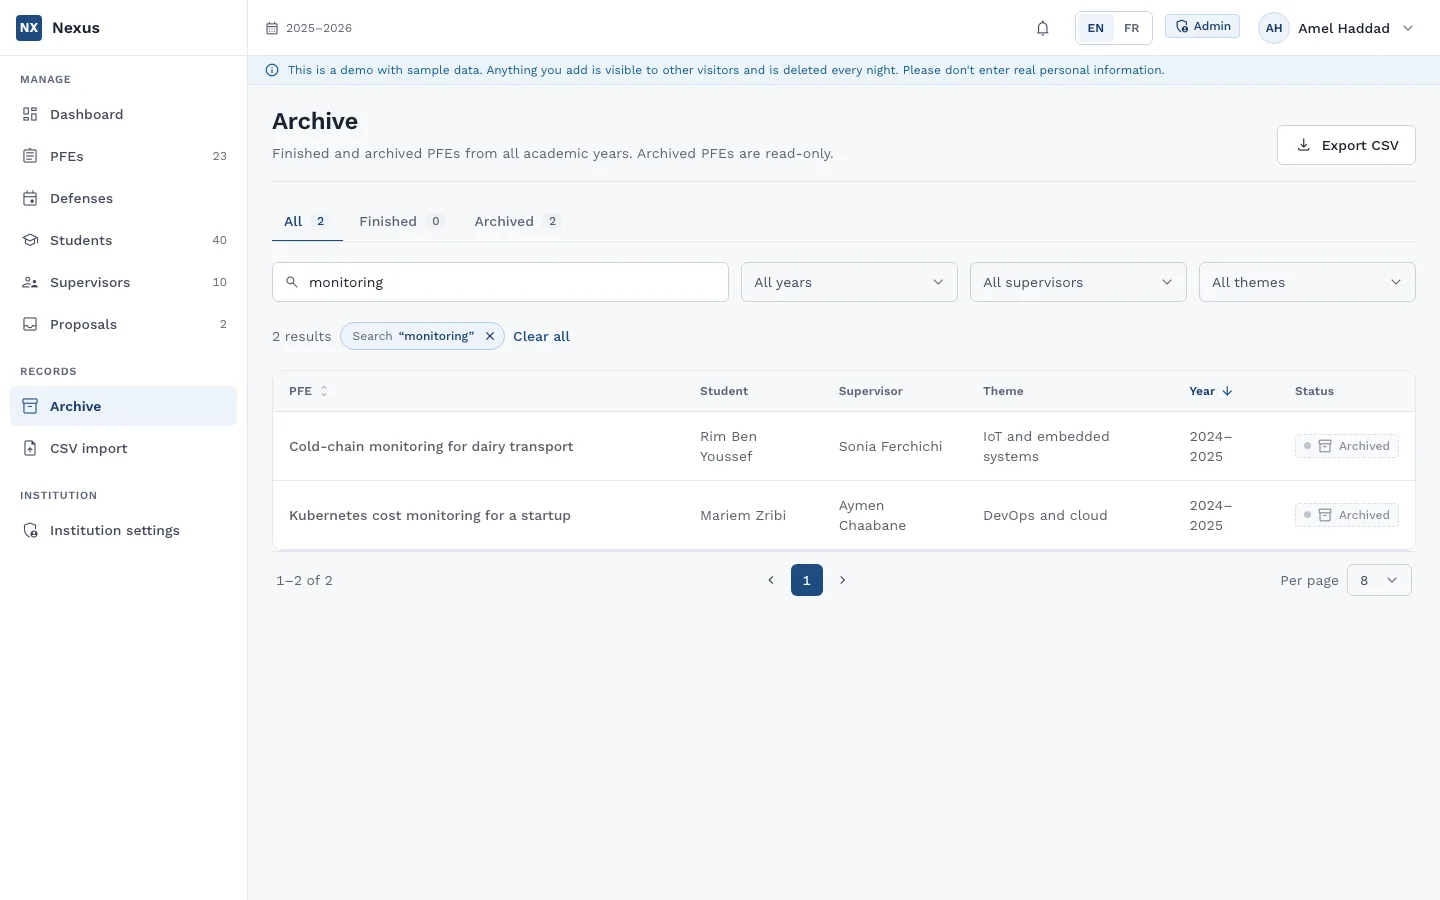 NX Nexus
2025–2026
EN FR
Admin
AH Amel Haddad
This is a demo with sample data. Anything you add is visible to other visitors and is deleted every night. Please don't enter real personal information.
MANAGE
Dashboard
PFEs 23
Defenses
Students 40
Supervisors 10
Proposals 2
RECORDS
Archive
CSV import
INSTITUTION
Institution settings
Archive
Finished and archived PFEs from all academic years. Archived PFEs are read-only.
Export CSV
All 2 Finished 0 Archived 2
monitoring
All years
All supervisors
All themes
2 results Search “monitoring” Clear all
PFE Student Supervisor Theme Year Status
Cold-chain monitoring for dairy transport
Rim Ben
Youssef
Sonia Ferchichi
IoT and embedded
systems
2024–
2025
Archived
Kubernetes cost monitoring for a startup
Mariem Zribi
Aymen
Chaabane
DevOps and cloud
2024–
2025
Archived
1–2 of 2
1
Per page 8